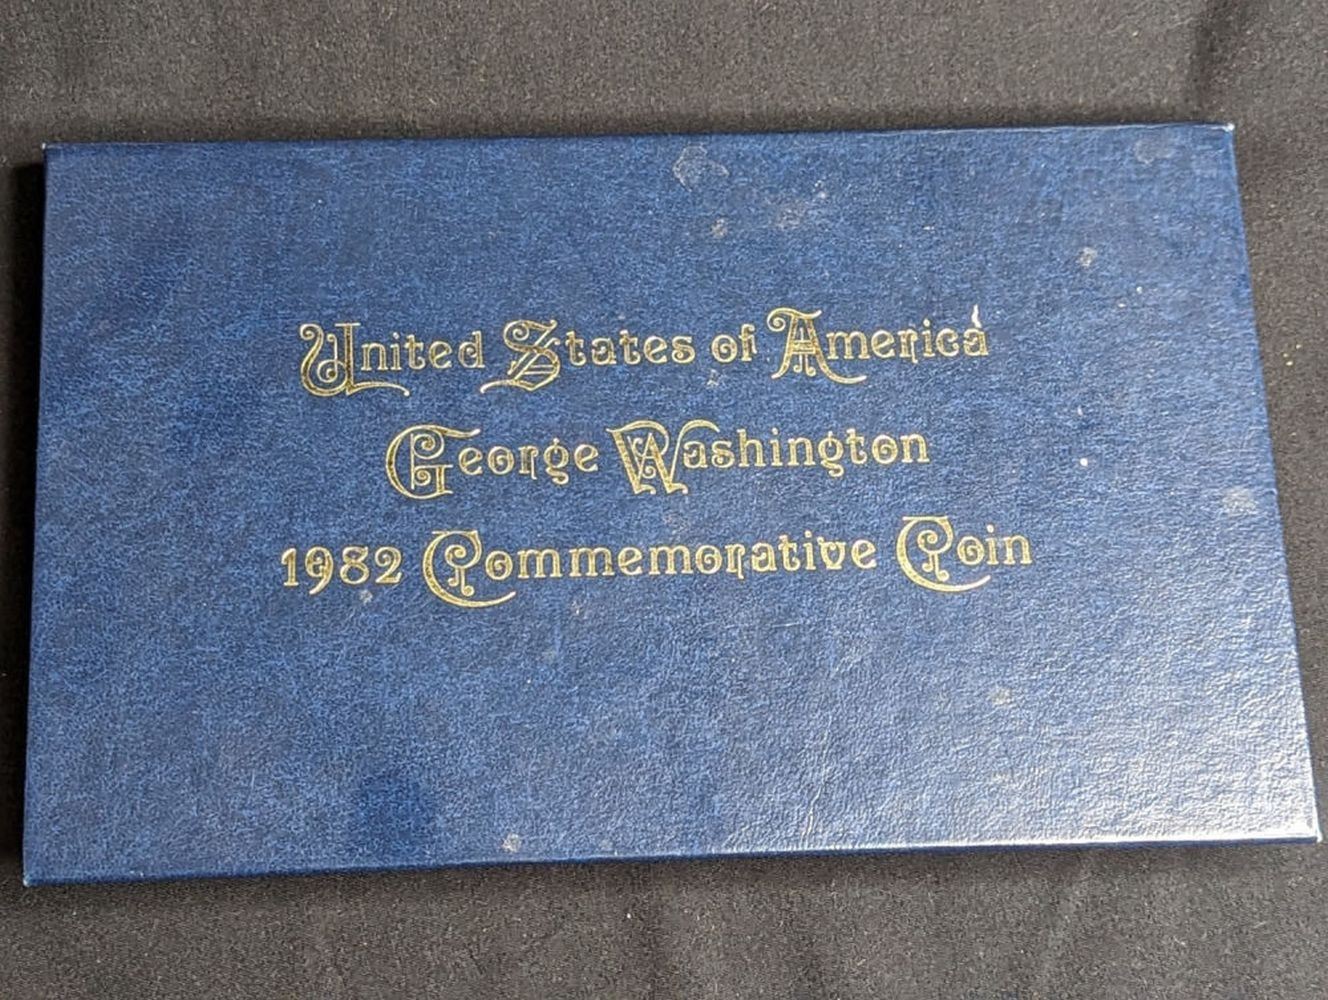 United States of America
George Washington
1982 Commemorative Coin